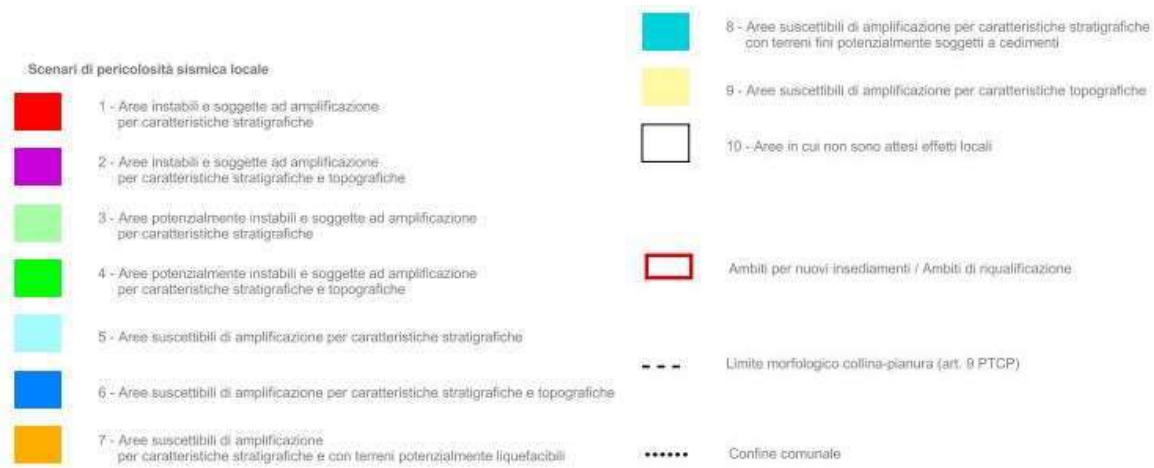 Scenari di pericolosità sismica locale
1 - Aree instabili e soggette ad amplificazione
per caratteristiche stratigrafiche
2 - Aree instabili e soggette ad amplificazione
per caratteristiche stratigrafiche e topografiche
3 - Aree potenzialmente instabili e soggette ad amplificazione
per caratteristiche stratigrafiche
4 - Aree potenzialmente instabili e soggette ad amplificazione
per caratteristiche stratigrafiche e topografiche
5 - Aree suscettibili di amplificazione per caratteristiche stratigrafiche
6 - Aree suscettibili di amplificazione per caratteristiche stratigrafiche e topografiche
7 - Aree suscettibili di amplificazione
per caratteristiche stratigrafiche e con terreni potenzialmente liquefacibili
8 - Aree suscettibili di amplificazione per caratteristiche stratigrafiche
con terreni fini potenzialmente soggetti a cedimenti
9 - Aree suscettibili di amplificazione per caratteristiche topografiche
10 - Aree in cui non sono attesi effetti locali
Ambiti per nuovi insediamenti / Ambiti di riqualificazione
Limite morfologico collina-pianura (art. 9 PTCP)
Confine comunale